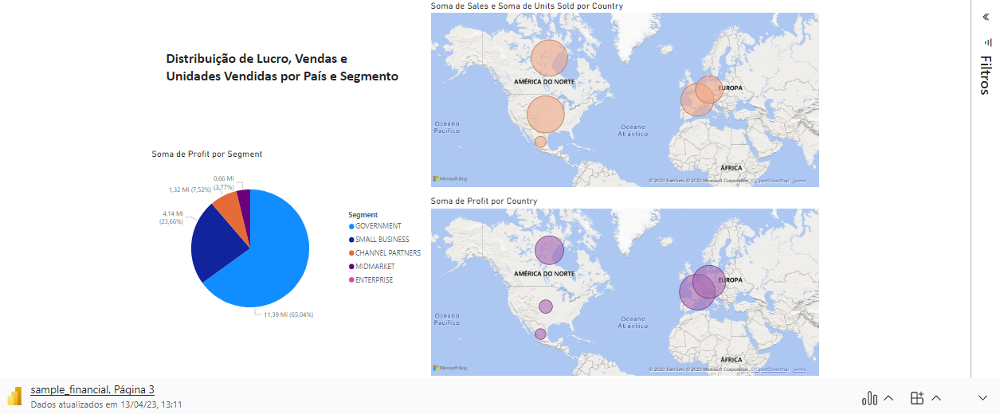 Distribuição de Lucro, Vendas e
Unidades Vendidas por País e Segmento
Soma de Profit por Segment
0,66 Mi
(3,77%)
1,32 Mi (7,52%)
4,14 Mi
(23,66%)
11,39 Mi (65,04%)
Segment
GOVERNMENT
SMALL BUSINESS
CHANNEL PARTNERS
MIDMARKET
ENTERPRISE
Soma de Sales e Soma de Units Sold por Country
AMÉRICA DO NORTE
EUROPA
Oceano
Pacífico
Oceano
Atlântico
ÁFRICA
Microsoft Bing
© 2023 TomTom, © 2023 Microsoft Corporation, © OpenStreetMap Terms
Soma de Profit por Country
AMÉRICA DO NORTE
EUROPA
Oceano
Pacífico
Oceano
Atlântico
ÁFRICA
Microsoft Bing
© 2023 TomTom, © 2023 Microsoft Corporation, © OpenStreetMap Terms
Filtros
sample_financial, Página 3
Dados atualizados em 13/04/23, 13:11